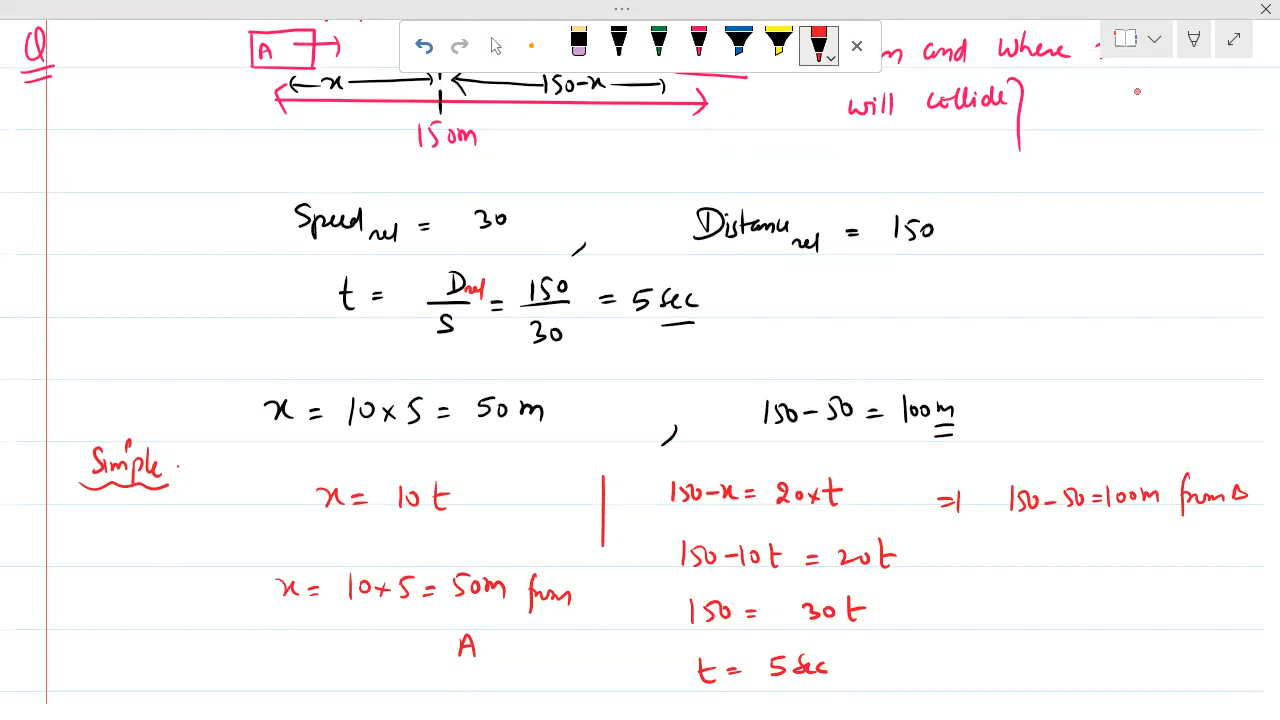 Q
A
m and where
x
150-x
will collide
150m
Speed rel = 30 , Distance rel = 150
t = Drel/S = 150/30 = 5 sec
x = 10 × 5 = 50 m , 150 - 50 = 100m
Simple
x = 10 t
150-x = 20×t
⇒ 150-50=100m from B
150-10t = 20t
x = 10 × 5 = 50m from
A
150 = 30t
t = 5 sec